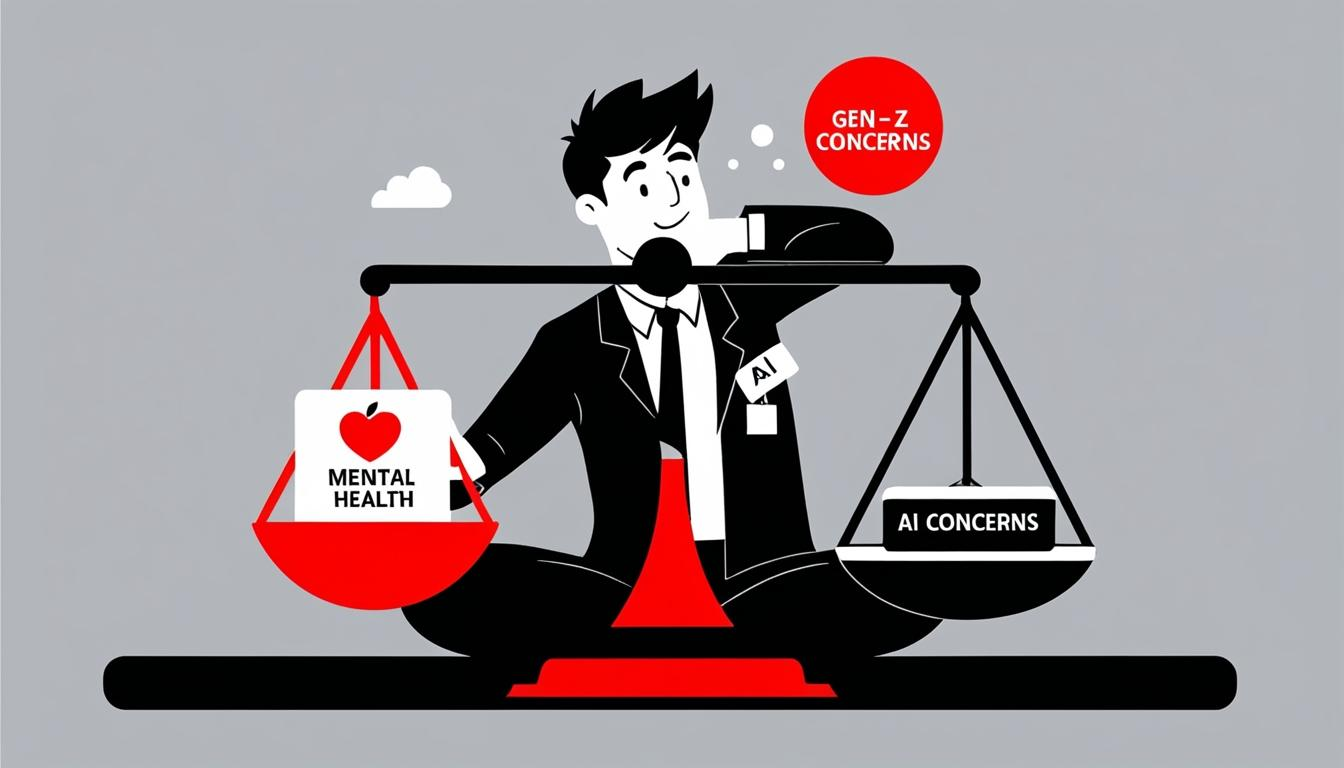 GEN-Z
CONCERNS
AI
MENTAL
HEALTH
AI CONCERNS